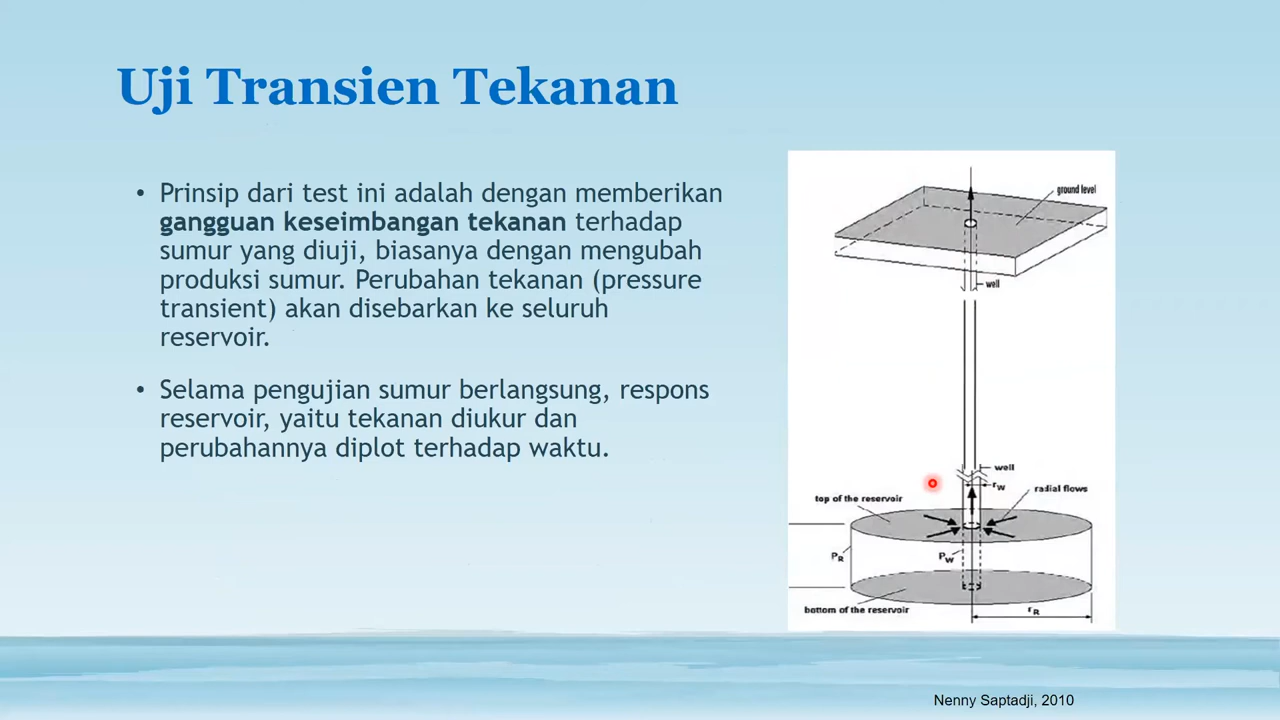 Uji Transien Tekanan
• Prinsip dari test ini adalah dengan memberikan
gangguan keseimbangan tekanan terhadap
sumur yang diuji, biasanya dengan mengubah
produksi sumur. Perubahan tekanan (pressure
transient) akan disebarkan ke seluruh
reservoir.
• Selama pengujian sumur berlangsung, respons
reservoir, yaitu tekanan diukur dan
perubahannya diplot terhadap waktu.
ground level
well
well
rw
radial flows
top of the reservoir
PR
Pw
bottom of the reservoir
rR
Nenny Saptadji, 2010